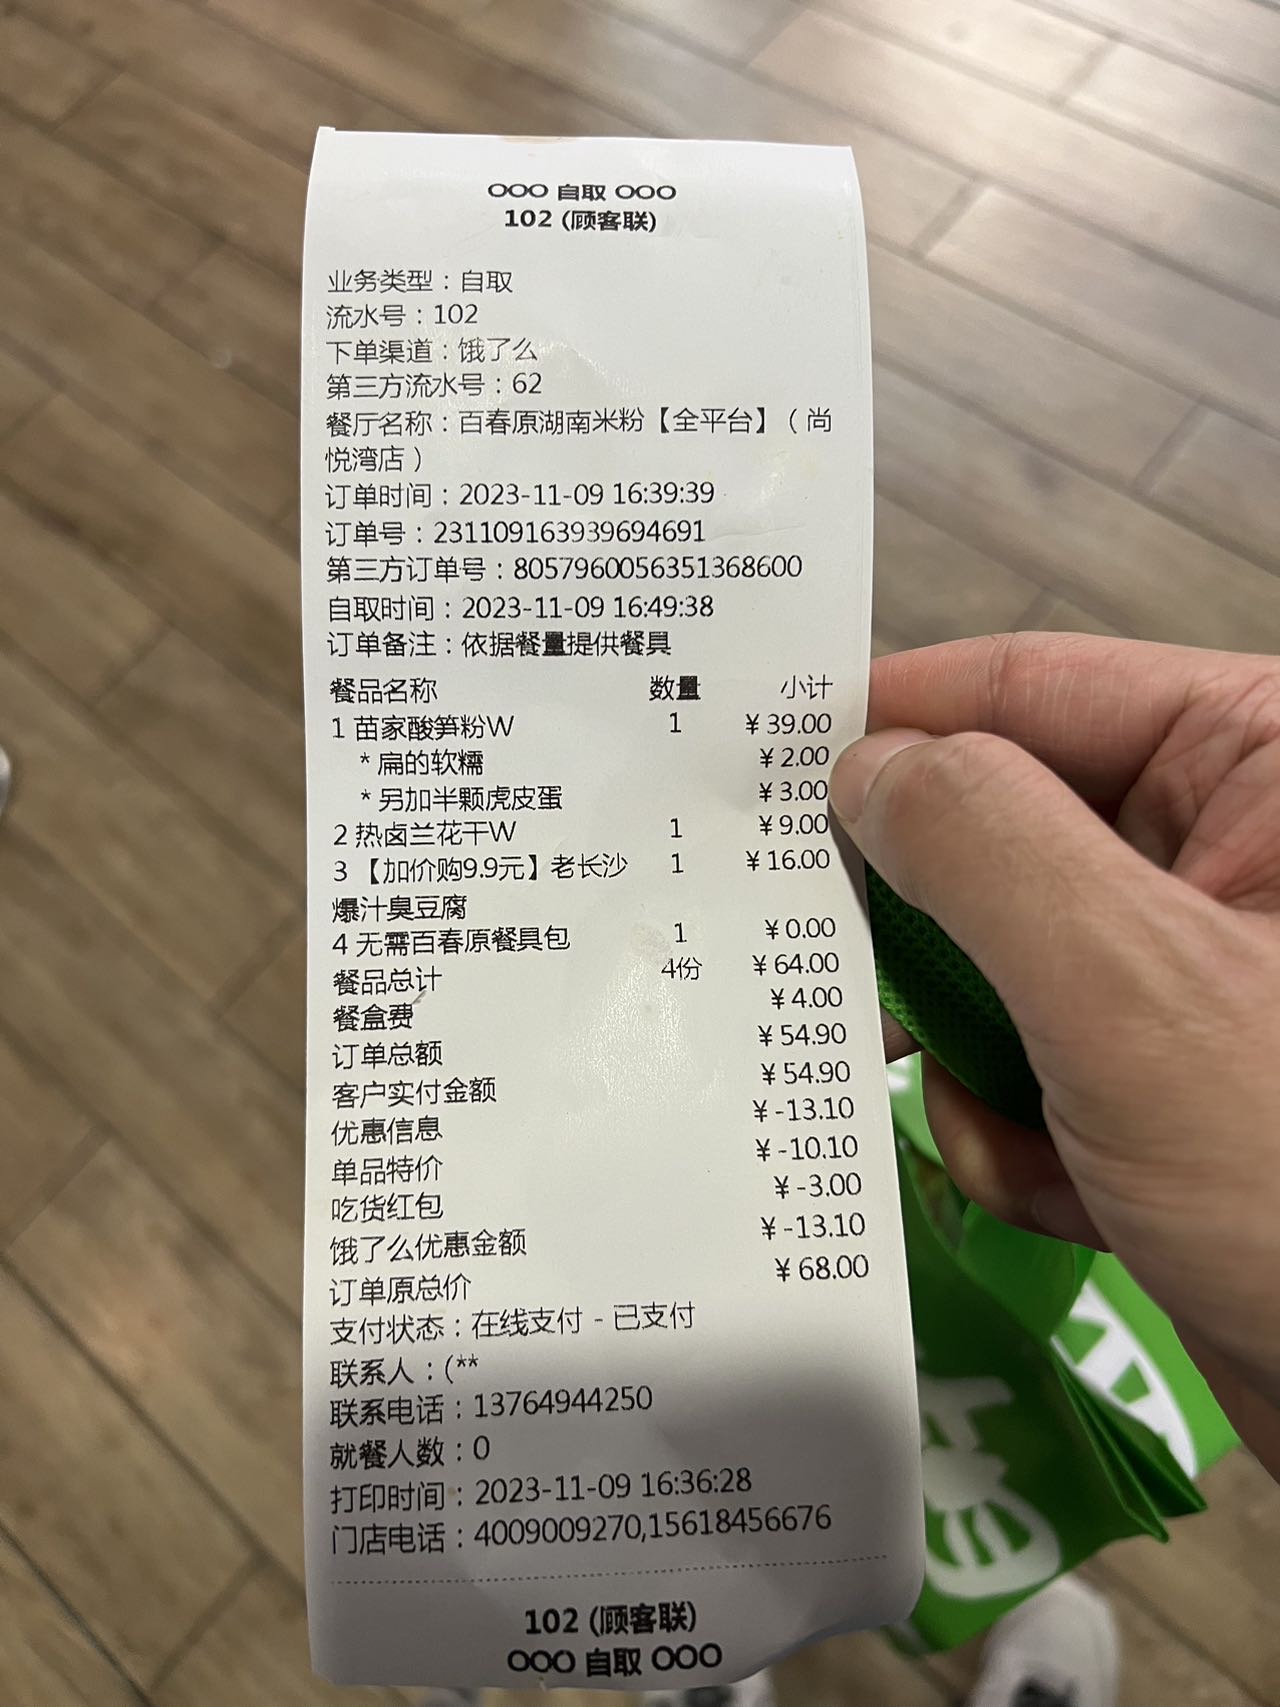 OOO 自取 OOO
102 (顾客联)
业务类型：自取
流水号：102
下单渠道：饿了么
第三方流水号：62
餐厅名称：百春原湖南米粉【全平台】（尚
悦湾店）
订单时间：2023-11-09 16:39:39
订单号：231109163939694691
第三方订单号：8057960056351368600
自取时间：2023-11-09 16:49:38
订单备注：依据餐量提供餐具
餐品名称 数量 小计
1 苗家酸笋粉W 1 ¥39.00
* 扁的软糯 ¥2.00
* 另加半颗虎皮蛋 ¥3.00
2 热卤兰花干W 1 ¥9.00
3 【加价购9.9元】老长沙 1 ¥16.00
爆汁臭豆腐
4 无需百春原餐具包 1 ¥0.00
餐品总计 4份 ¥64.00
餐盒费 ¥4.00
订单总额 ¥54.90
客户实付金额 ¥54.90
优惠信息 ¥-13.10
单品特价 ¥-10.10
吃货红包 ¥-3.00
饿了么优惠金额 ¥-13.10
订单原总价 ¥68.00
支付状态：在线支付 - 已支付
联系人：(**
联系电话：13764944250
就餐人数：0
打印时间：2023-11-09 16:36:28
门店电话：4009009270,15618456676
102 (顾客联)
OOO 自取 OOO